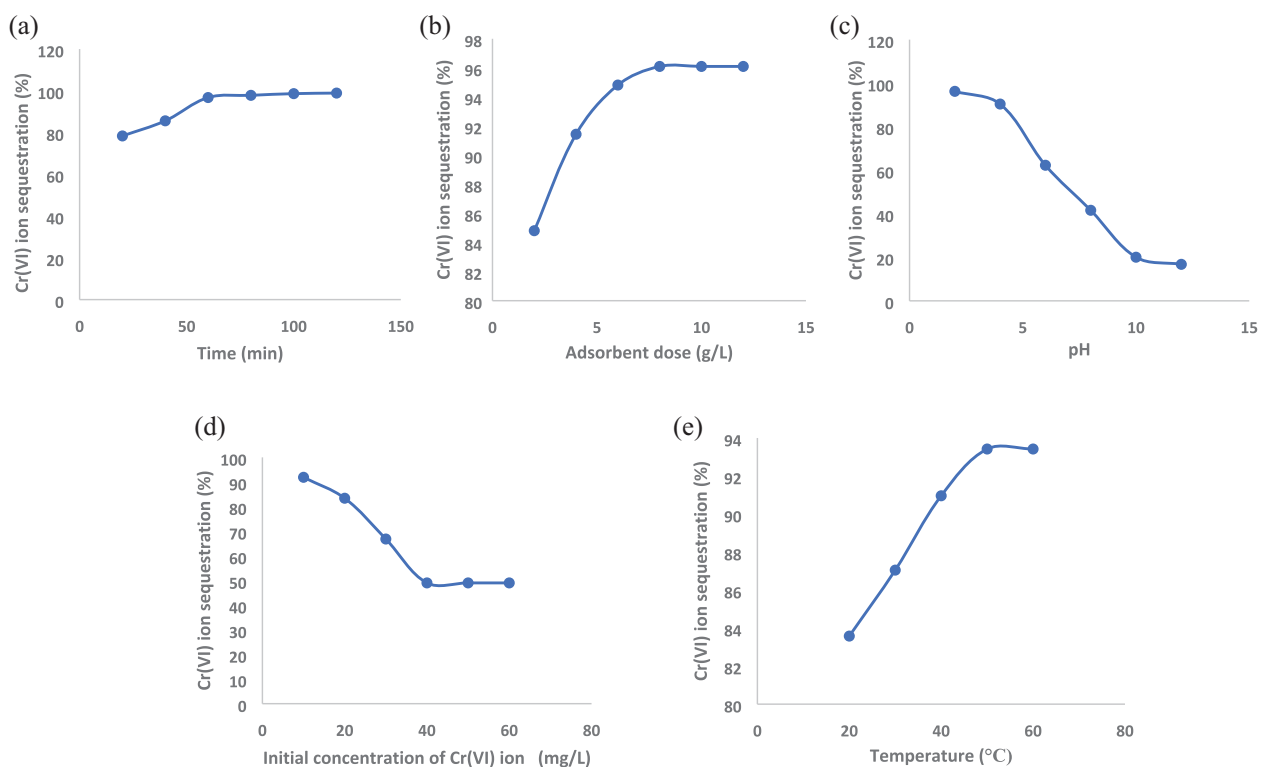 (a)
Cr(VI) ion sequestration (%)
120
100
80
60
40
20
0
0 50 100 150
Time (min)
(b)
Cr(VI) ion sequestration (%)
98
96
94
92
90
88
86
84
82
80
0 5 10 15
Adsorbent dose (g/L)
(c)
Cr(VI) ion sequestration (%)
120
100
80
60
40
20
0
0 5 10 15
pH
(d)
Cr(VI) ion sequestration (%)
100
90
80
70
60
50
40
30
20
10
0
0 20 40 60 80
Initial concentration of Cr(VI) ion (mg/L)
(e)
Cr(VI) ion sequestration (%)
94
92
90
88
86
84
82
80
0 20 40 60 80
Temperature (°C)